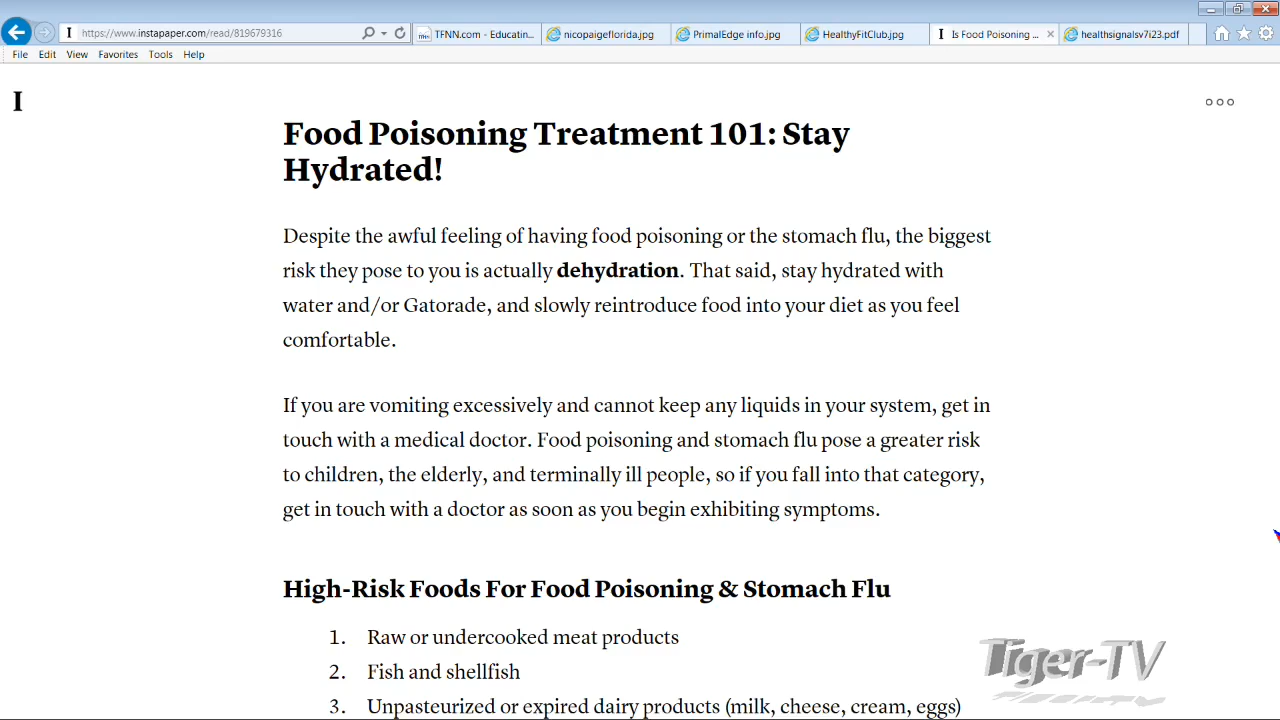 I https://www.instapaper.com/read/819679316
TFNN.com - Educatin... nicopaigeflorida.jpg PrimalEdge info.jpg HealthyFitClub.jpg I Is Food Poisoning ... healthsignalsv7i23.pdf
File Edit View Favorites Tools Help
I
Food Poisoning Treatment 101: Stay
Hydrated!
Despite the awful feeling of having food poisoning or the stomach flu, the biggest
risk they pose to you is actually dehydration. That said, stay hydrated with
water and/or Gatorade, and slowly reintroduce food into your diet as you feel
comfortable.
If you are vomiting excessively and cannot keep any liquids in your system, get in
touch with a medical doctor. Food poisoning and stomach flu pose a greater risk
to children, the elderly, and terminally ill people, so if you fall into that category,
get in touch with a doctor as soon as you begin exhibiting symptoms.
High-Risk Foods For Food Poisoning & Stomach Flu
1. Raw or undercooked meat products
2. Fish and shellfish
3. Unpasteurized or expired dairy products (milk, cheese, cream, eggs)
Tiger-TV